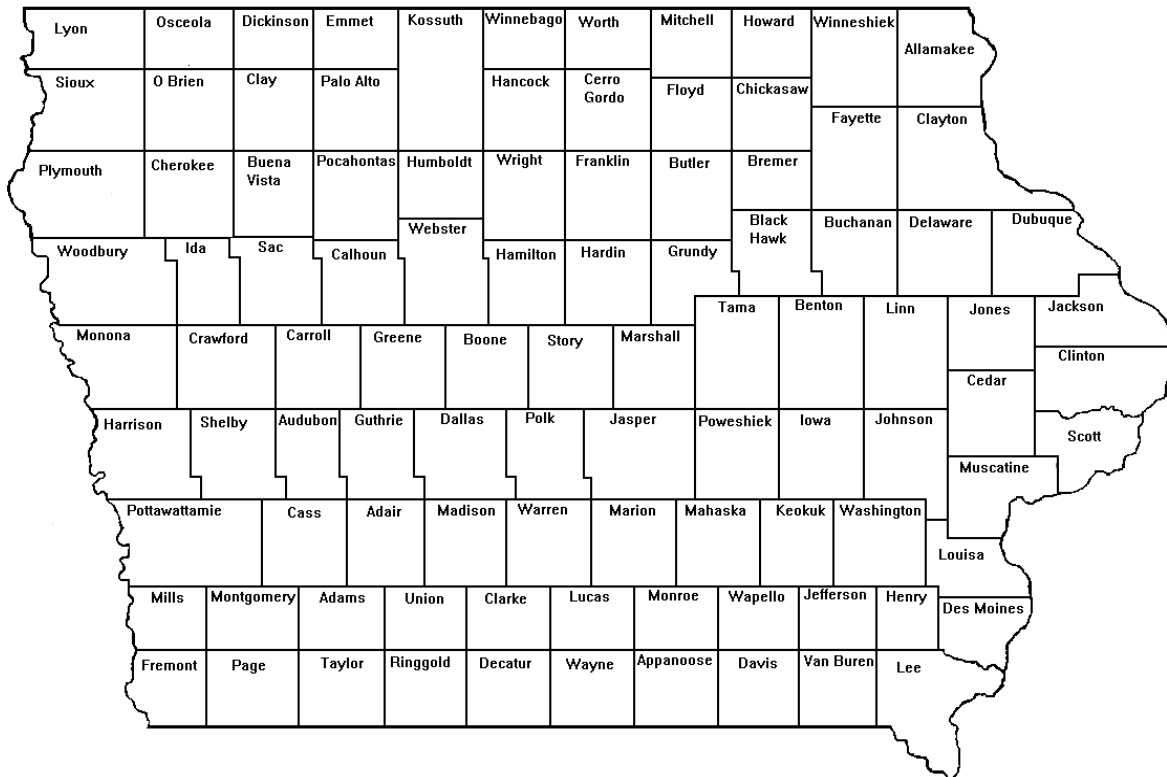 Lyon
Osceola
Dickinson
Emmet
Kossuth
Winnebago
Worth
Mitchell
Howard
Winneshiek
Allamakee
Sioux
O Brien
Clay
Palo Alto
Hancock
Cerro
Gordo
Floyd
Chickasaw
Fayette
Clayton
Plymouth
Cherokee
Buena
Vista
Pocahontas
Humboldt
Wright
Franklin
Butler
Bremer
Black
Hawk
Buchanan
Delaware
Dubuque
Woodbury
Ida
Sac
Calhoun
Webster
Hamilton
Hardin
Grundy
Tama
Benton
Linn
Jones
Jackson
Monona
Crawford
Carroll
Greene
Boone
Story
Marshall
Clinton
Cedar
Harrison
Shelby
Audubon
Guthrie
Dallas
Polk
Jasper
Poweshiek
Iowa
Johnson
Scott
Muscatine
Pottawattamie
Cass
Adair
Madison
Warren
Marion
Mahaska
Keokuk
Washington
Louisa
Mills
Montgomery
Adams
Union
Clarke
Lucas
Monroe
Wapello
Jefferson
Henry
Des Moines
Fremont
Page
Taylor
Ringgold
Decatur
Wayne
Appanoose
Davis
Van Buren
Lee